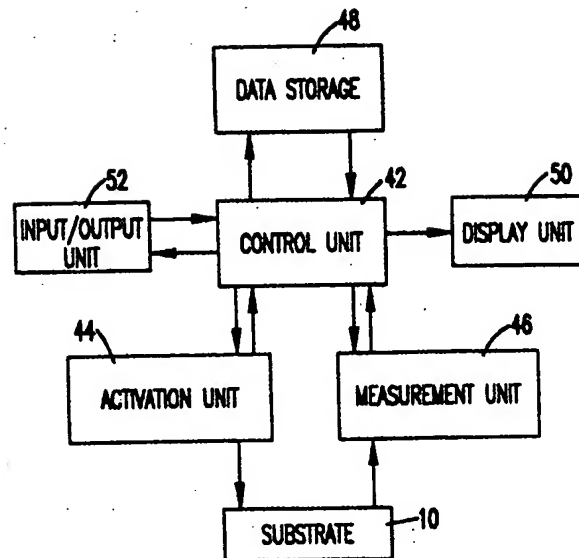 48
DATA STORAGE
52
42
50
INPUT/OUTPUT
UNIT
CONTROL UNIT
DISPLAY UNIT
44
46
ACTIVATION UNIT
MEASUREMENT UNIT
SUBSTRATE
10